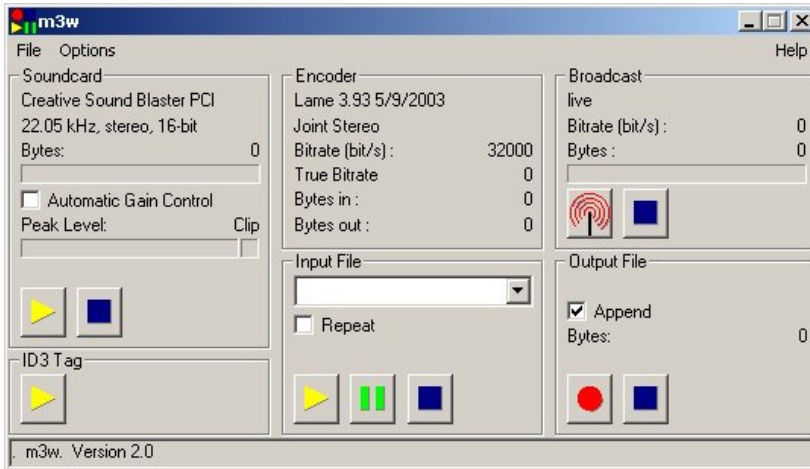 m3w
File Options Help
Soundcard
Creative Sound Blaster PCI
22.05 kHz, stereo, 16-bit
Bytes: 0
Automatic Gain Control
Peak Level: Clip
ID3 Tag
Encoder
Lame 3.93 5/9/2003
Joint Stereo
Bitrate (bit/s) : 32000
True Bitrate 0
Bytes in : 0
Bytes out : 0
Input File
Repeat
Broadcast
live
Bitrate (bit/s) : 0
Bytes : 0
Output File
Append
Bytes: 0
. m3w. Version 2.0